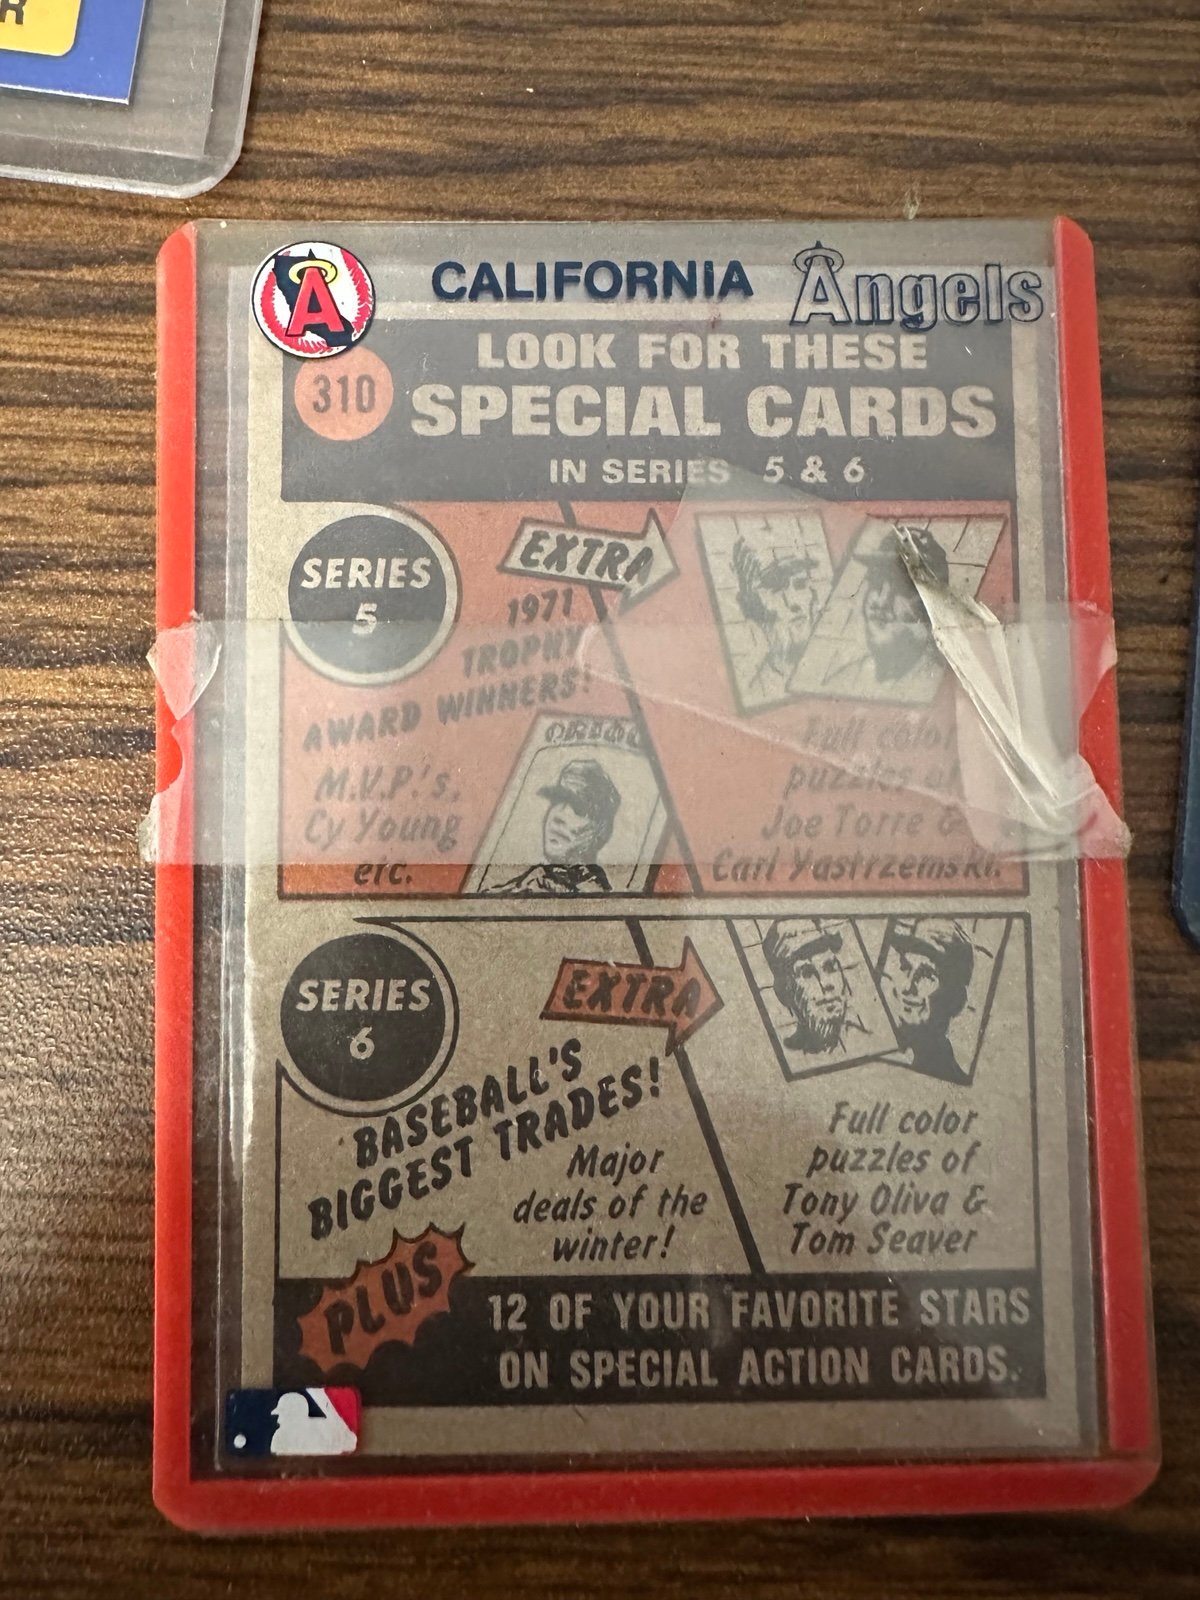 R
CALIFORNIA Angels
A
310
LOOK FOR THESE
SPECIAL CARDS
IN SERIES 5 & 6
SERIES
5
EXTRA
1971
TROPHY
AWARD WINNERS!
M.V.P.'s,
Cy Young
etc.
Full color
puzzles of
Joe Torre &
Carl Yastrzemski.
SERIES
6
EXTRA
BASEBALL'S
BIGGEST TRADES!
Major
deals of the
winter!
Full color
puzzles of
Tony Oliva &
Tom Seaver
PLUS
12 OF YOUR FAVORITE STARS
ON SPECIAL ACTION CARDS.